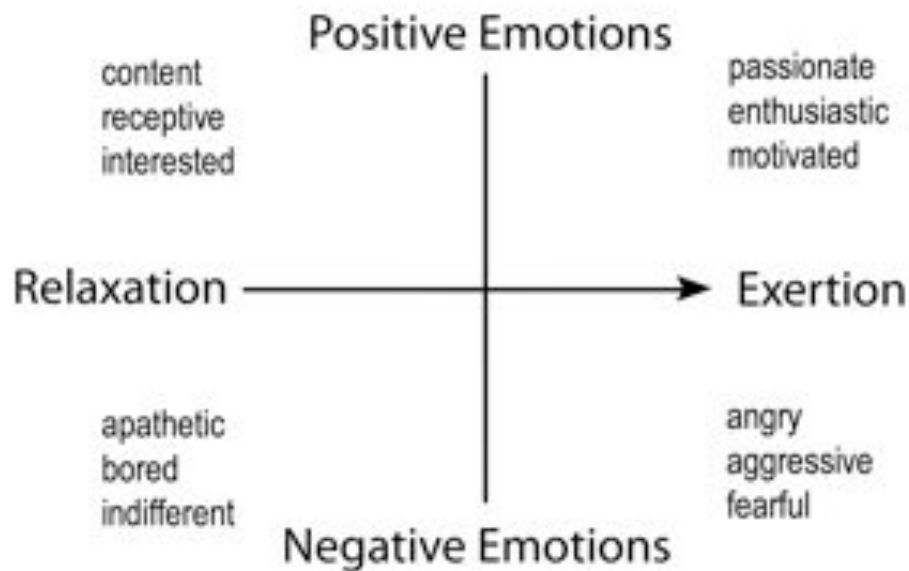 Positive Emotions
content
receptive
interested
passionate
enthusiastic
motivated
Relaxation
Exertion
apathetic
bored
indifferent
angry
aggressive
fearful
Negative Emotions